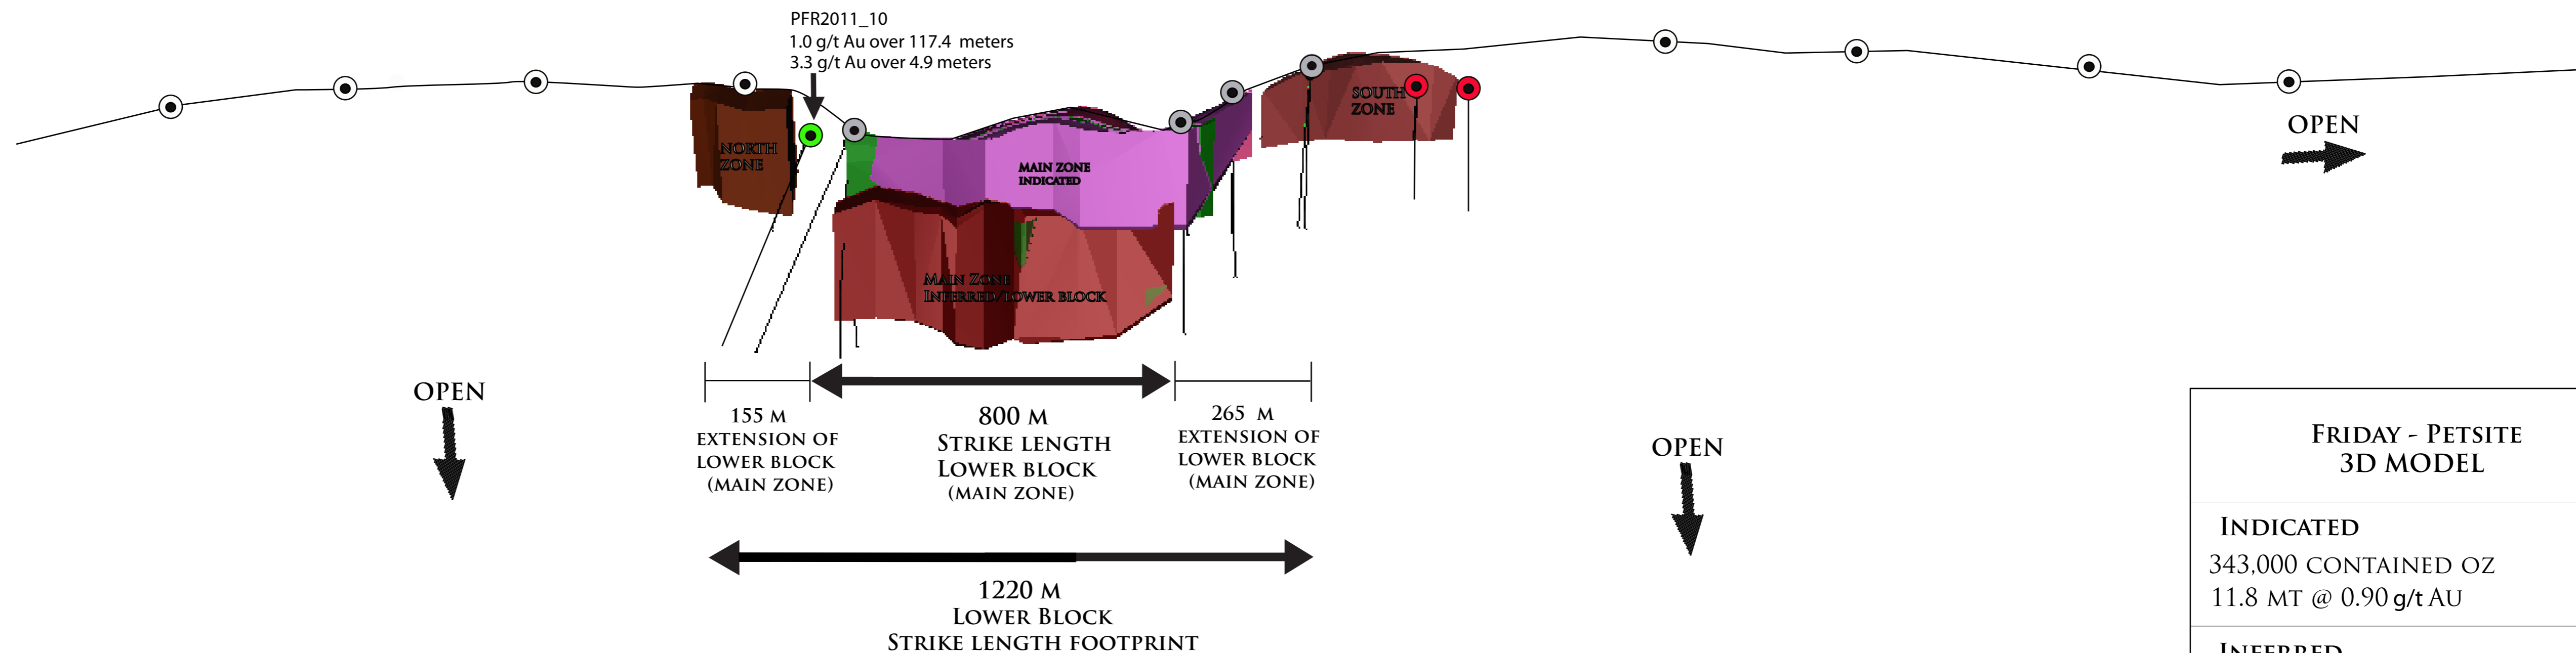 PFR2011_10
1.0 g/t Au over 117.4 meters
3.3 g/t Au over 4.9 meters
NORTH
ZONE
MAIN ZONE
INDICATED
SOUTH
ZONE
Main Zone
Inferred/lower block
OPEN
OPEN
OPEN
155 m
extension of
lower block
(main zone)
800 m
Strike length
Lower block
(main zone)
265 m
extension of
lower block
(main zone)
1220 m
Lower Block
Strike length footprint
Friday - Petsite
3D MODEL
Indicated
343,000 contained oz
11.8 mt @ 0.90 g/t Au
Inferred